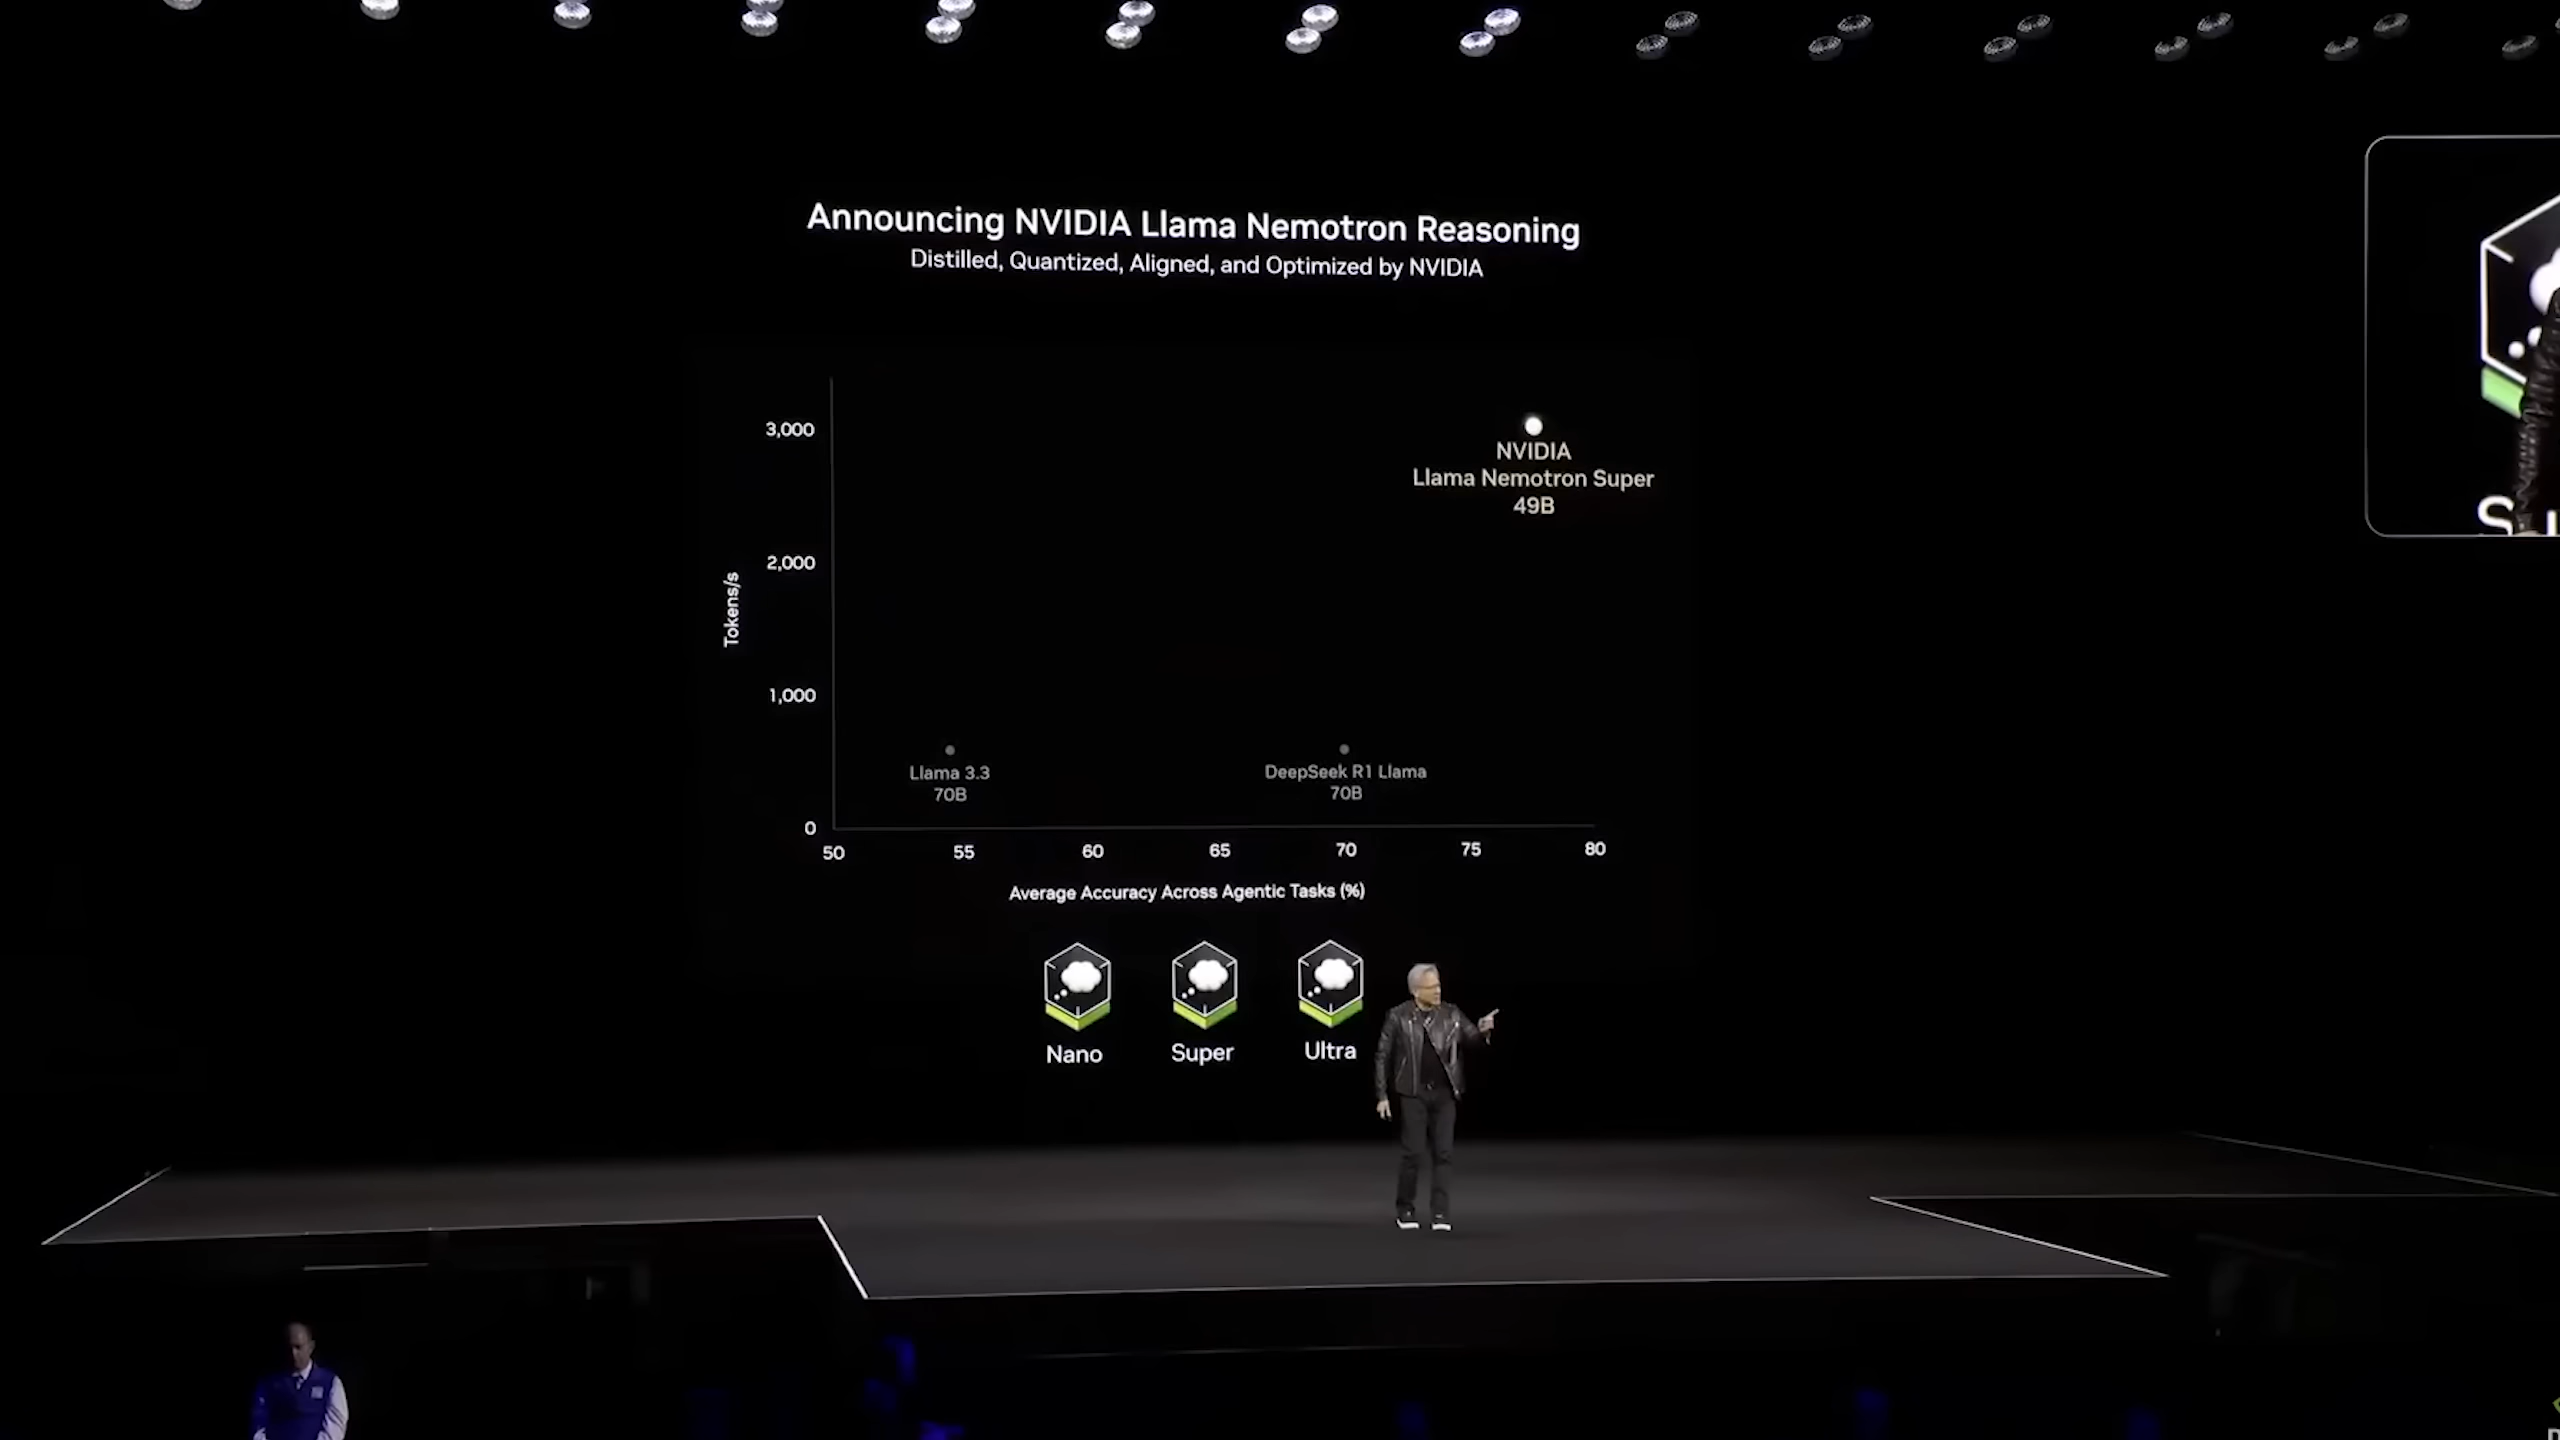 Announcing NVIDIA Llama Nemotron Reasoning
Distilled, Quantized, Aligned, and Optimized by NVIDIA
Tokens/s
3,000
2,000
1,000
0
NVIDIA
Llama Nemotron Super
49B
Llama 3.3
70B
DeepSeek R1 Llama
70B
50 55 60 65 70 75 80
Average Accuracy Across Agentic Tasks (%)
Nano Super Ultra